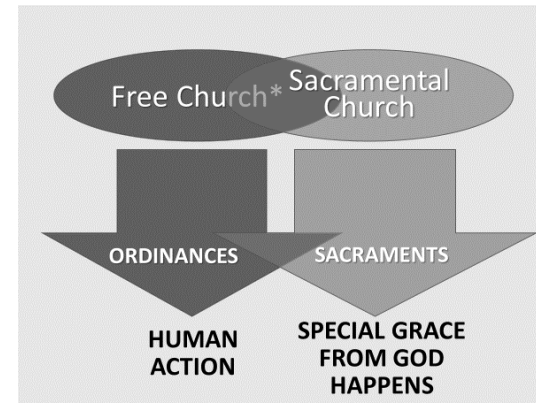 Free Church*
Sacramental
Church
ORDINANCES
SACRAMENTS
HUMAN
ACTION
SPECIAL GRACE
FROM GOD
HAPPENS